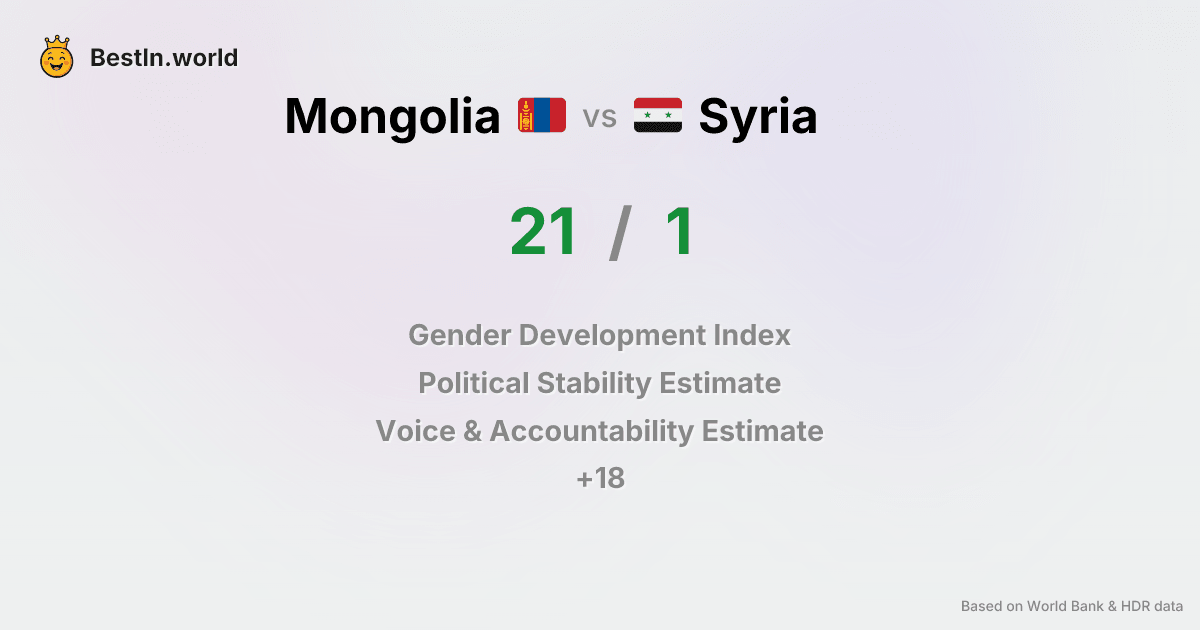 BestIn.world
Mongolia vs Syria
21 / 1
Gender Development Index
Political Stability Estimate
Voice & Accountability Estimate
+18
Based on World Bank & HDR data